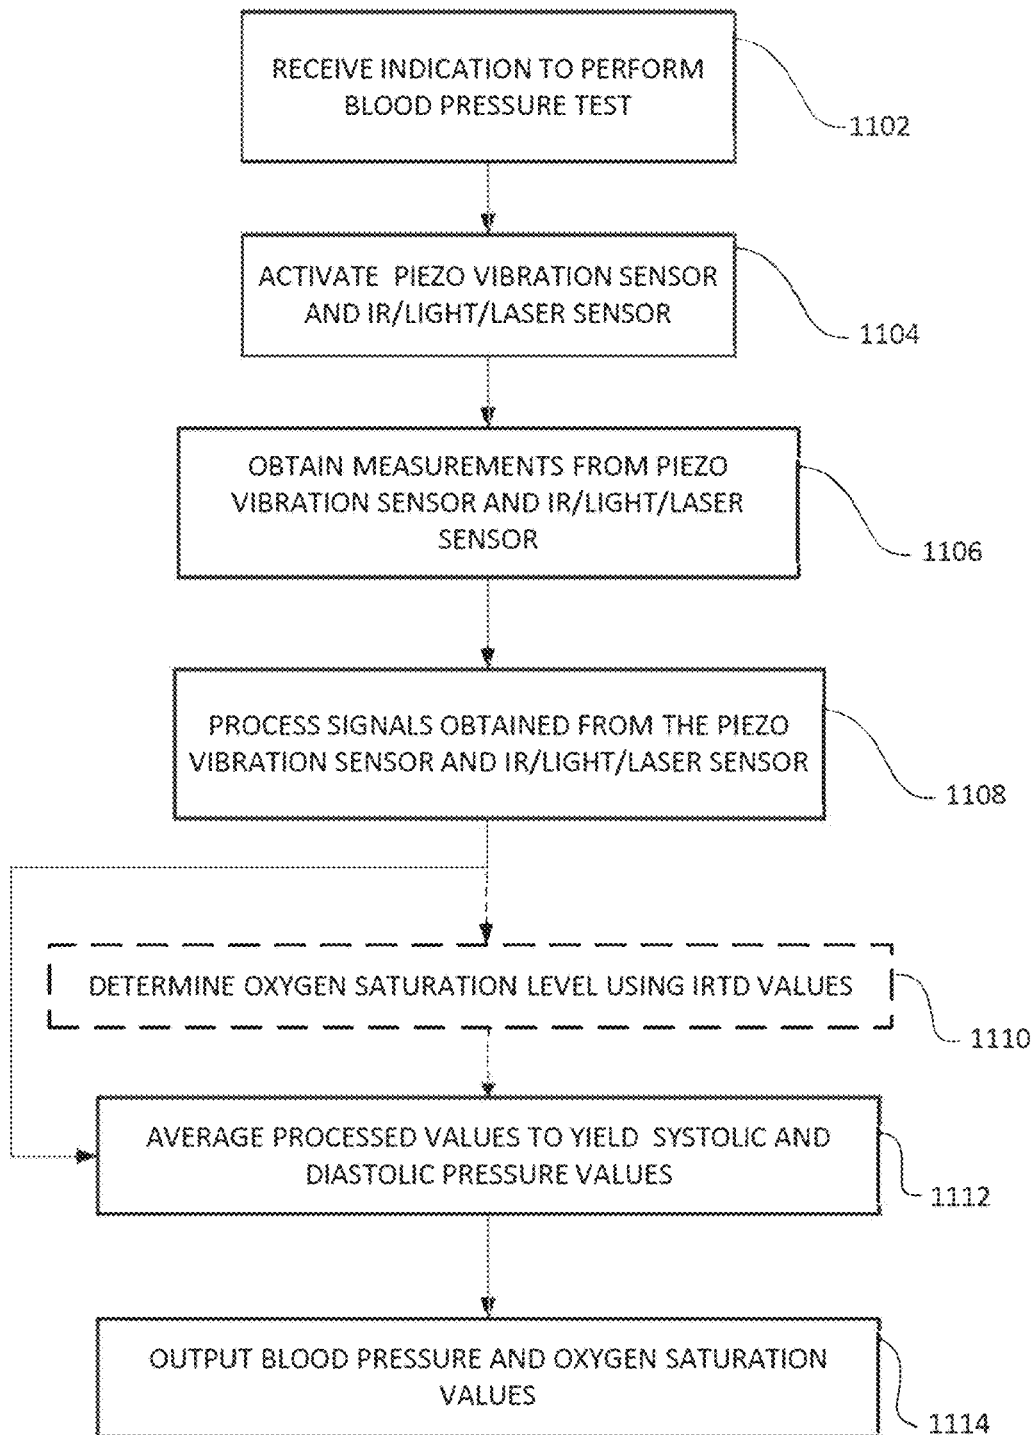 RECEIVE INDICATION TO PERFORM
BLOOD PRESSURE TEST
1102
ACTIVATE PIEZO VIBRATION SENSOR
AND IR/LIGHT/LASER SENSOR
1104
OBTAIN MEASUREMENTS FROM PIEZO
VIBRATION SENSOR AND IR/LIGHT/LASER
SENSOR
1106
PROCESS SIGNALS OBTAINED FROM THE PIEZO
VIBRATION SENSOR AND IR/LIGHT/LASER SENSOR
1108
DETERMINE OXYGEN SATURATION LEVEL USING IRTD VALUES
1110
AVERAGE PROCESSED VALUES TO YIELD SYSTOLIC AND
DIASTOLIC PRESSURE VALUES
1112
OUTPUT BLOOD PRESSURE AND OXYGEN SATURATION
VALUES
1114